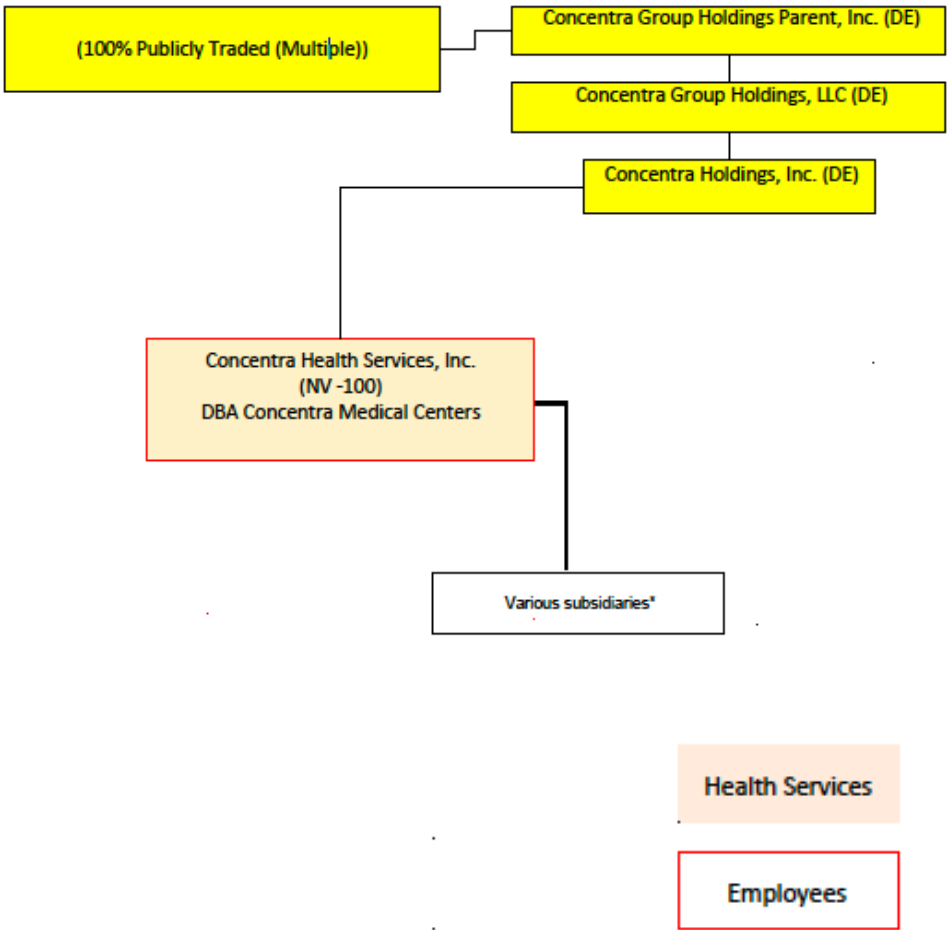 (100% Publicly Traded (Multiple))
Concentra Group Holdings Parent, Inc. (DE)
Concentra Group Holdings, LLC (DE)
Concentra Holdings, Inc. (DE)
Concentra Health Services, Inc.
(NV -100)
DBA Concentra Medical Centers
Various subsidiaries*
Health Services
Employees